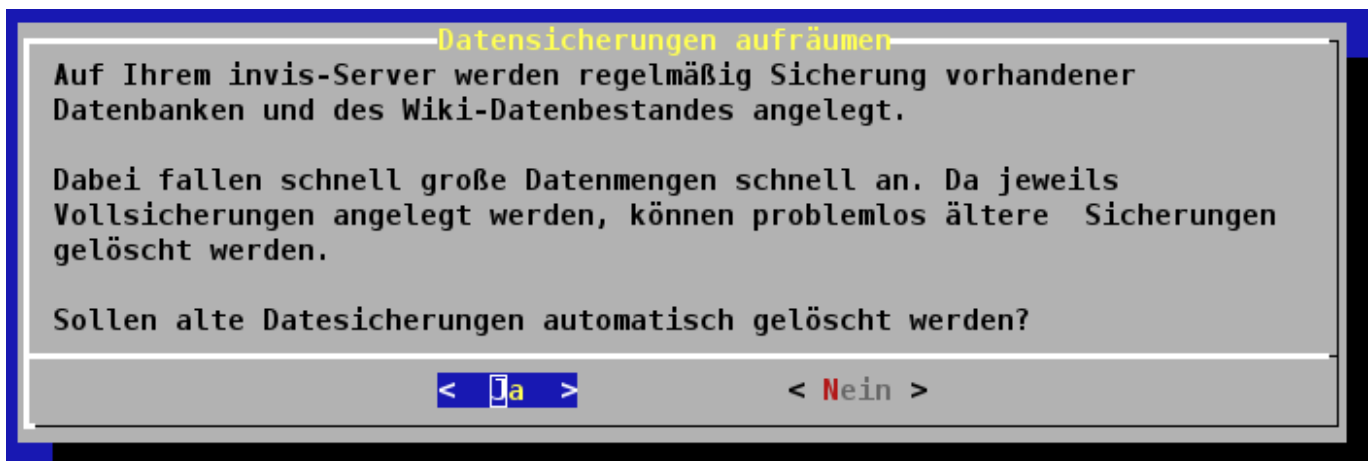 Datensicherungen aufräumen
Auf Ihrem invis-Server werden regelmäßig Sicherung vorhandener
Datenbanken und des Wiki-Datenbestandes angelegt.
Dabei fallen schnell große Datenmengen schnell an. Da jeweils
Vollsicherungen angelegt werden, können problemlos ältere  Sicherungen
gelöscht werden.
Sollen alte Datesicherungen automatisch gelöscht werden?
<  Ja  > < Nein >